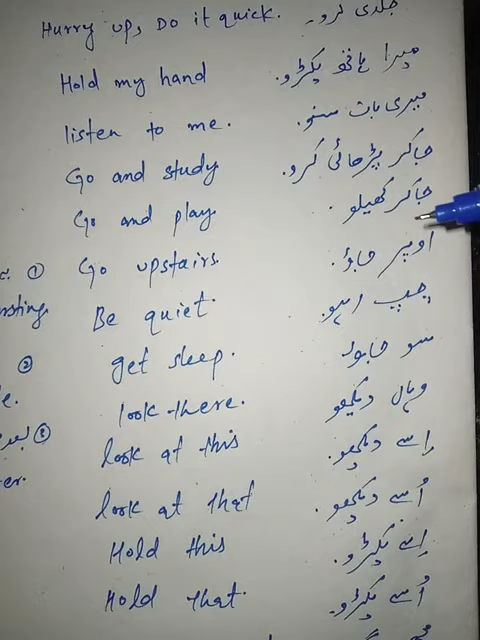 Hurry up, Do it quick. جلدی کرو۔
Hold my hand میرا ہاتھ پکڑو.
listen to me. میری بات سنو.
Go and study جاکر پڑھائی کرو.
Go and play جاکر کھیلو.
① Go upstairs. اوپر جاؤ.
Be quiet. چپ رہو.
② get sleep. سو جاؤ
look there. وہاں دیکھو
③ look at this اِسے دیکھو.
er. look at that اُسے دیکھو.
Hold this اِسے پکڑو.
Hold that. اُسے پکڑو.